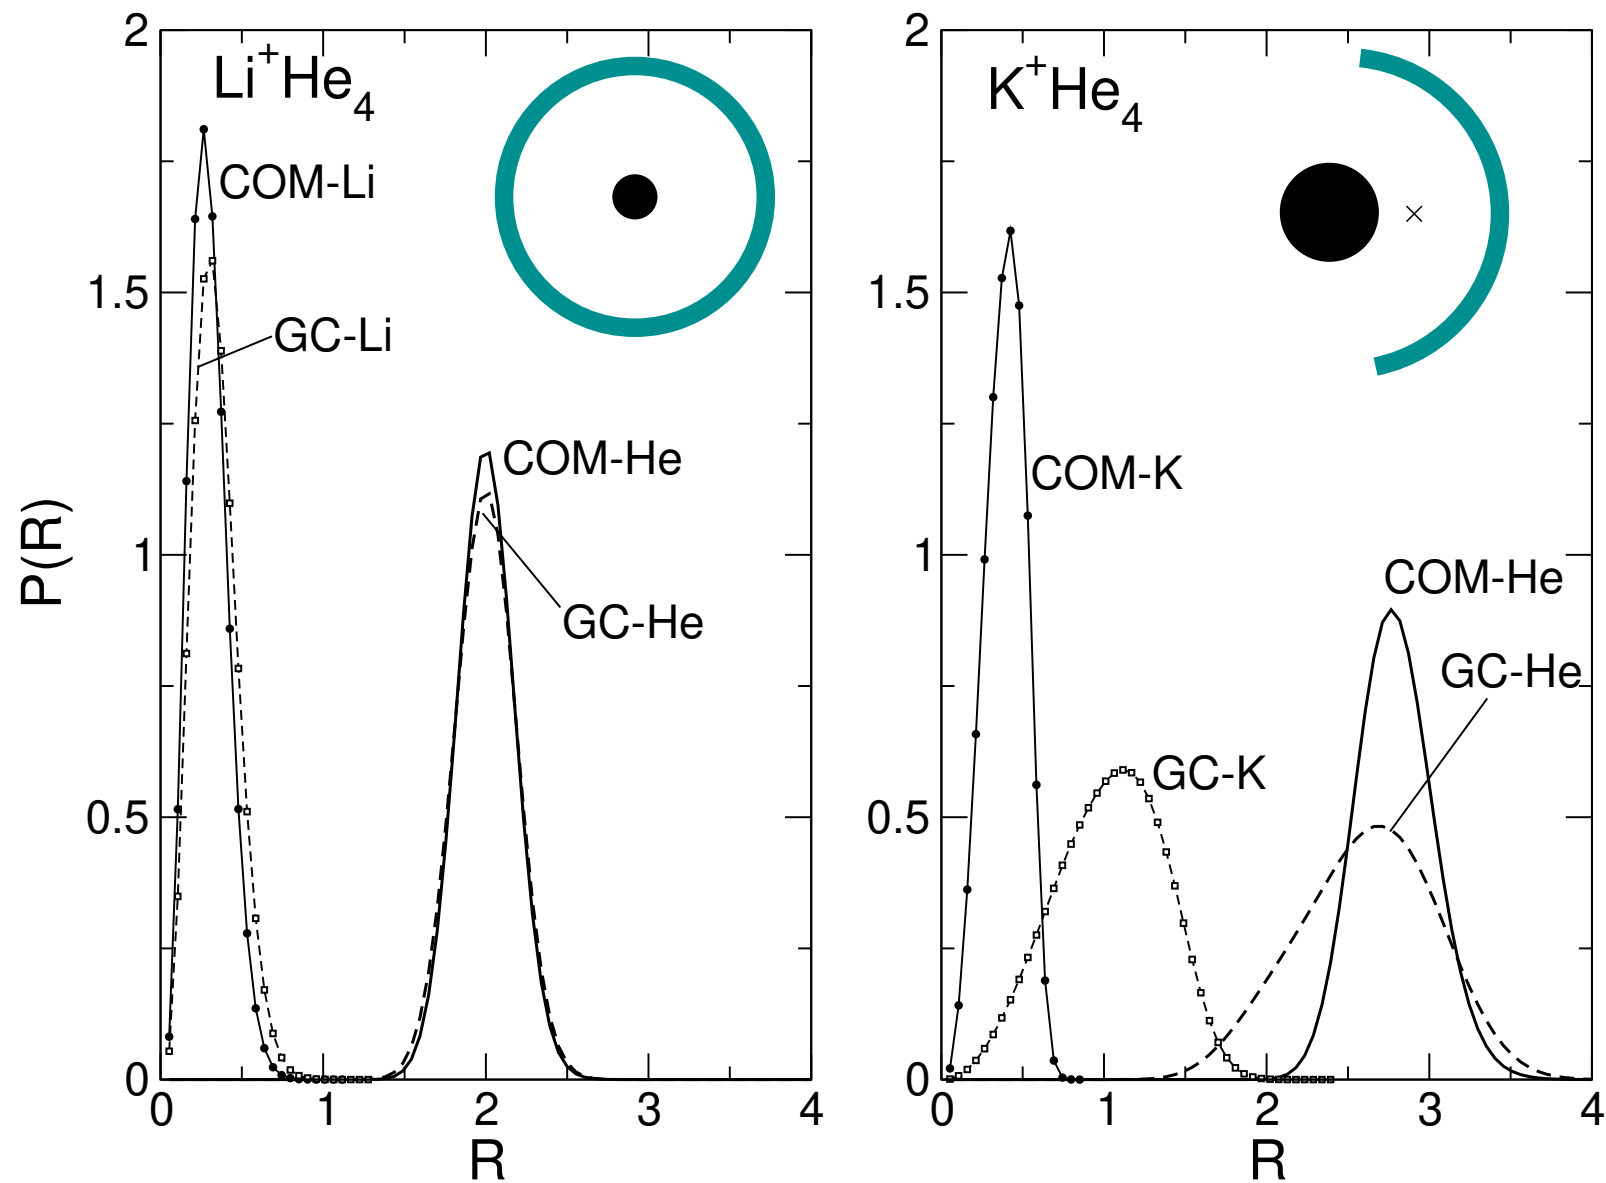 Li⁺He₄
COM-Li
GC-Li
COM-He
GC-He
2
1.5
1
0.5
0
0 1 2 3 4
P(R)
R
K⁺He₄
COM-K
COM-He
GC-He
GC-K
2
1.5
1
0.5
0
0 1 2 3 4
R